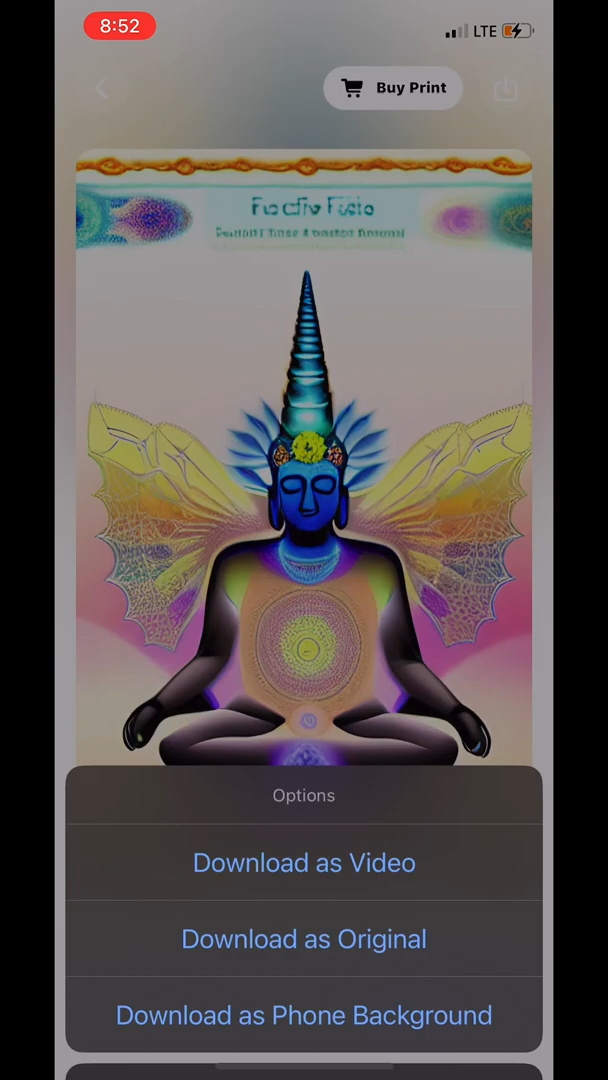 8:52
LTE
Buy Print
Options
Download as Video
Download as Original
Download as Phone Background